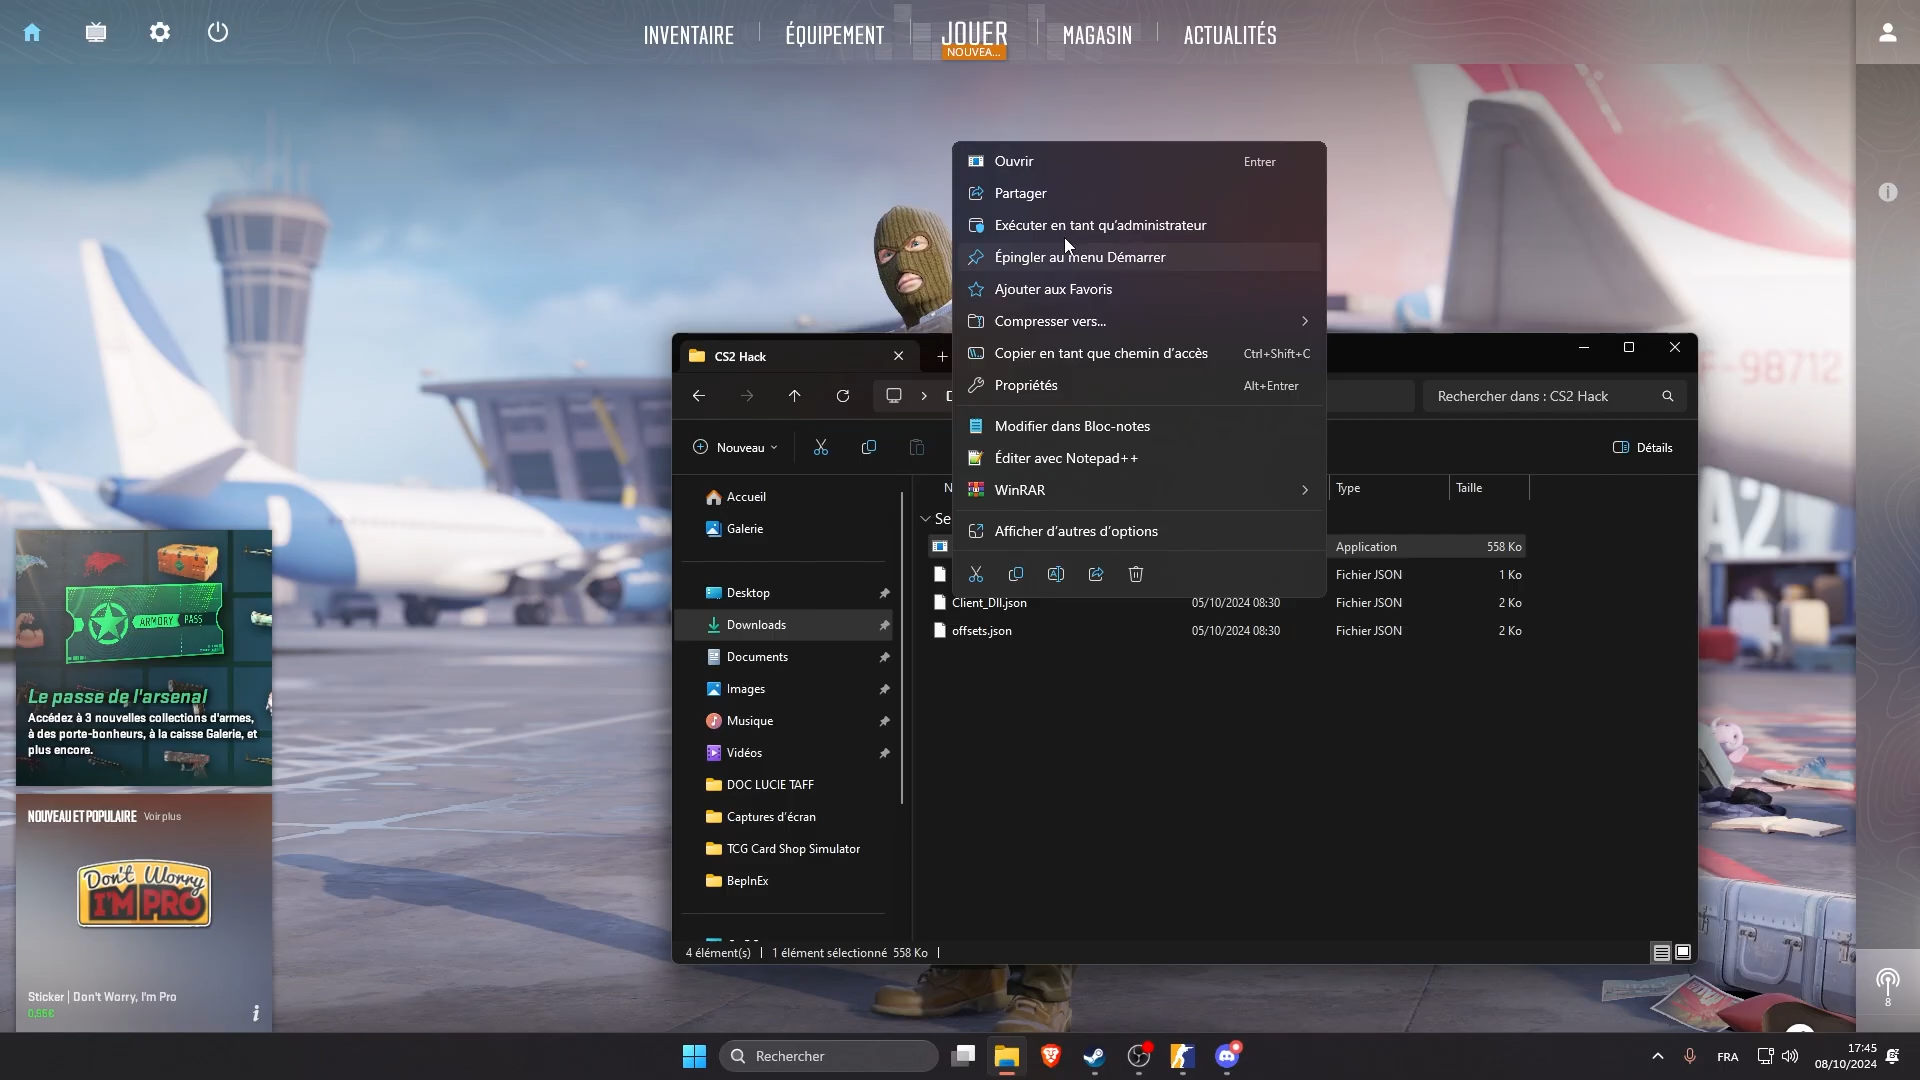 INVENTAIRE
ÉQUIPEMENT
JOUER
NOUVEA...
MAGASIN
ACTUALITÉS
Ouvrir Entrer
Partager
Exécuter en tant qu'administrateur
Épingler au menu Démarrer
Ajouter aux Favoris
Compresser vers...
Copier en tant que chemin d'accès Ctrl+Shift+C
Propriétés Alt+Entrer
Modifier dans Bloc-notes
Éditer avec Notepad++
WinRAR
Afficher d'autres d'options
F-98712
CS2 Hack
Rechercher dans : CS2 Hack
Nouveau
Détails
Type
Taille
Accueil
Galerie
Desktop
Downloads
Documents
Images
Musique
Vidéos
DOC LUCIE TAFF
Captures d'écran
TCG Card Shop Simulator
BepInEx
Application 558 Ko
Fichier JSON 1 Ko
Client_Dll.json 05/10/2024 08:30 Fichier JSON 2 Ko
offsets.json 05/10/2024 08:30 Fichier JSON 2 Ko
4 élément(s)
1 élément sélectionné 558 Ko
ARMORY PASS
Le passe de l'arsenal
Accédez à 3 nouvelles collections d'armes,
à des porte-bonheurs, à la caisse Galerie, et
plus encore.
NOUVEAU ET POPULAIRE Voir plus
Don't Worry
I'M PRO
Sticker | Don't Worry, I'm Pro
0,95€
8
Rechercher
FRA
17:45
08/10/2024